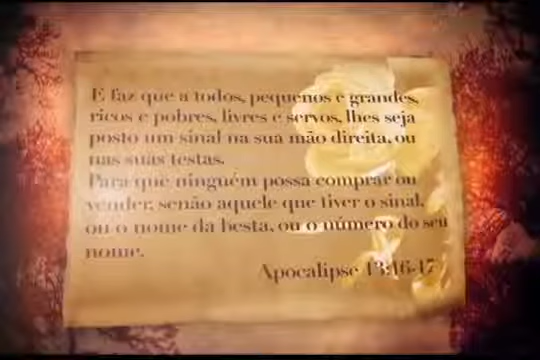 E faz que a todos, pequenos e grandes,
ricos e pobres, livres e servos, lhes seja
posto um sinal na sua mão direita, ou
nas suas testas.
Para que ninguém possa comprar ou
vender, senão aquele que tiver o sinal,
ou o nome da besta, ou o número do seu
nome.
Apocalipse 13:16-17